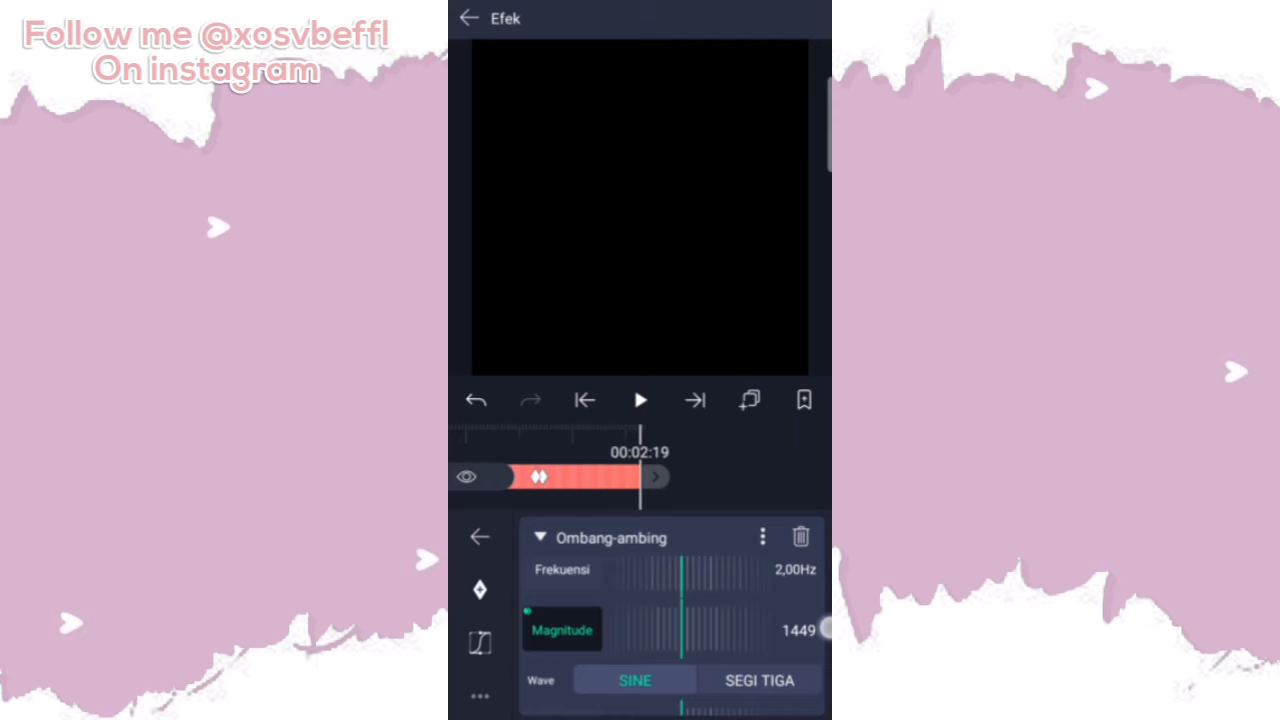 Follow me @xosvbeffl
On instagram
Efek
00:02:19
Ombang-ambing
Frekuensi 2,00Hz
Magnitude 1449
Wave SINE SEGI TIGA